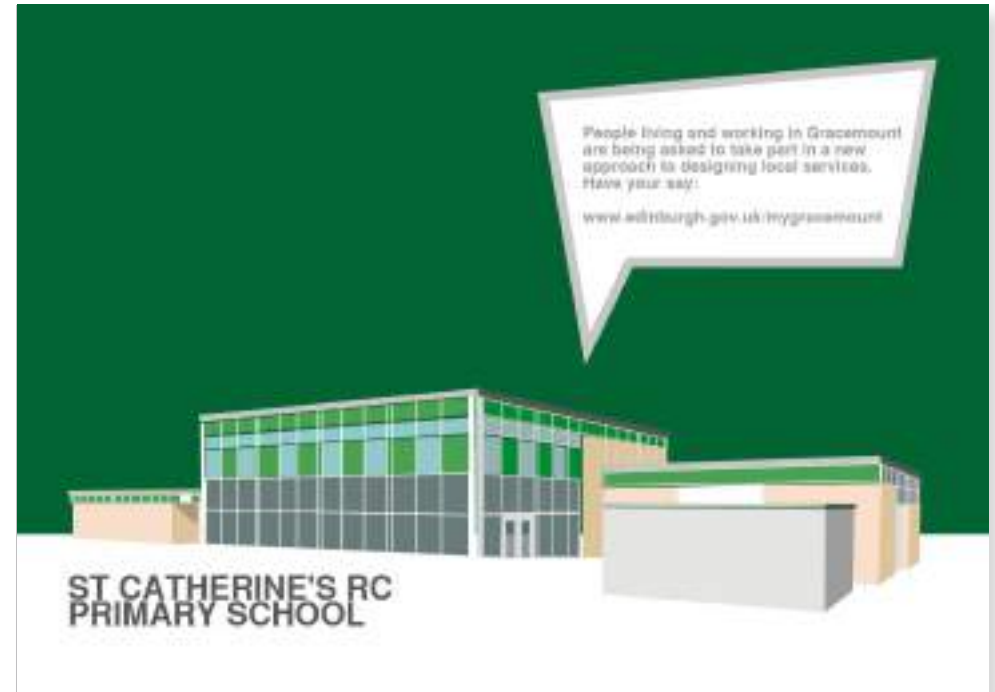 People living and working in Gracemount
are being asked to take part in a new
approach to designing local services.
Have your say:
www.edinburgh.gov.uk/mygracemount
ST CATHERINE'S RC
PRIMARY SCHOOL